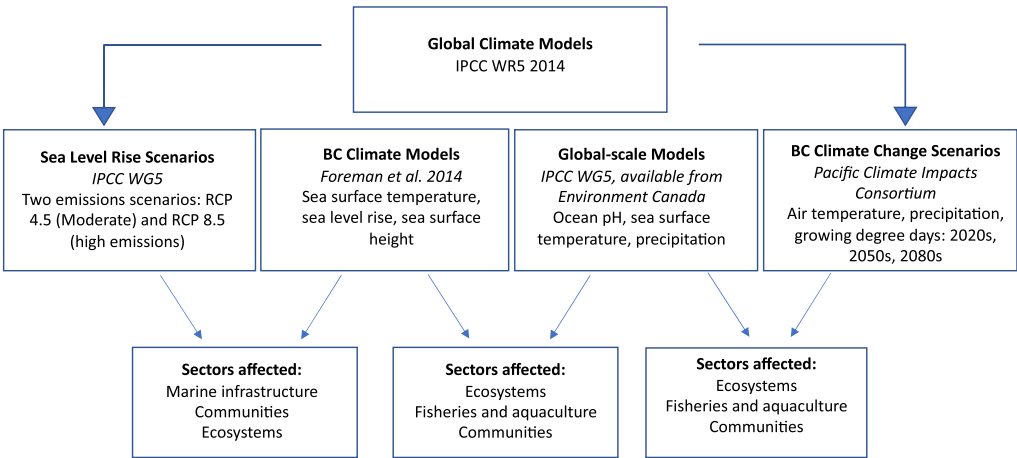 Global Climate Models
IPCC WR5 2014
Sea Level Rise Scenarios
IPCC WG5
Two emissions scenarios: RCP
4.5 (Moderate) and RCP 8.5
(high emissions)
BC Climate Models
Foreman et al. 2014
Sea surface temperature,
sea level rise, sea surface
height
Global-scale Models
IPCC WG5, available from
Environment Canada
Ocean pH, sea surface
temperature, precipitation
BC Climate Change Scenarios
Pacific Climate Impacts
Consortium
Air temperature, precipitation,
growing degree days: 2020s,
2050s, 2080s
Sectors affected:
Marine infrastructure
Communities
Ecosystems
Sectors affected:
Ecosystems
Fisheries and aquaculture
Communities
Sectors affected:
Ecosystems
Fisheries and aquaculture
Communities